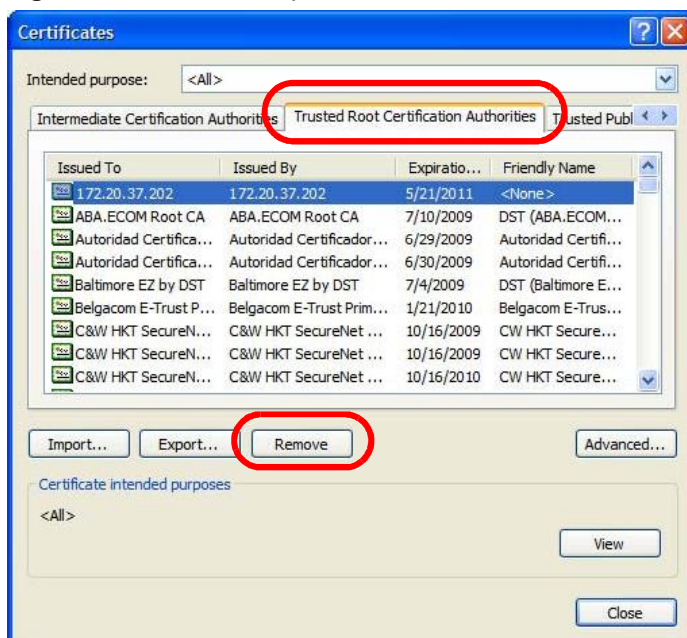 Certificates
Intended purpose: <All>
Intermediate Certification Authorities Trusted Root Certification Authorities Trusted Publ
Issued To Issued By Expiratio... Friendly Name
172.20.37.202 172.20.37.202 5/21/2011 <None>
ABA.ECOM Root CA ABA.ECOM Root CA 7/10/2009 DST (ABA.ECOM...
Autoridad Certifica... Autoridad Certificador... 6/29/2009 Autoridad Certifi...
Autoridad Certifica... Autoridad Certificador... 6/30/2009 Autoridad Certifi...
Baltimore EZ by DST Baltimore EZ by DST 7/4/2009 DST (Baltimore E...
Belgacom E-Trust P... Belgacom E-Trust Prim... 1/21/2010 Belgacom E-Trus...
C&W HKT SecureN... C&W HKT SecureNet ... 10/16/2009 CW HKT Secure...
C&W HKT SecureN... C&W HKT SecureNet ... 10/16/2009 CW HKT Secure...
C&W HKT SecureN... C&W HKT SecureNet ... 10/16/2010 CW HKT Secure...
Import... Export... Remove Advanced...
Certificate intended purposes
<All>
View
Close